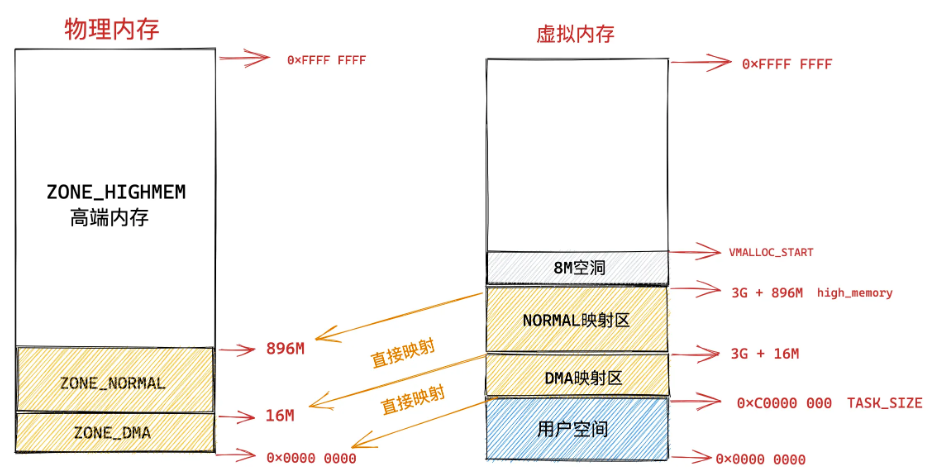 物理内存
0×FFFF FFFF
ZONE_HIGHMEM
高端内存
896M
ZONE_NORMAL
16M
ZONE_DMA
0×0000 0000
直接映射
直接映射
虚拟内存
0×FFFF FFFF
VMALLOC_START
8M空洞
3G + 896M high_memory
NORMAL映射区
3G + 16M
DMA映射区
0×C0000 000 TASK_SIZE
用户空间
0×0000 0000